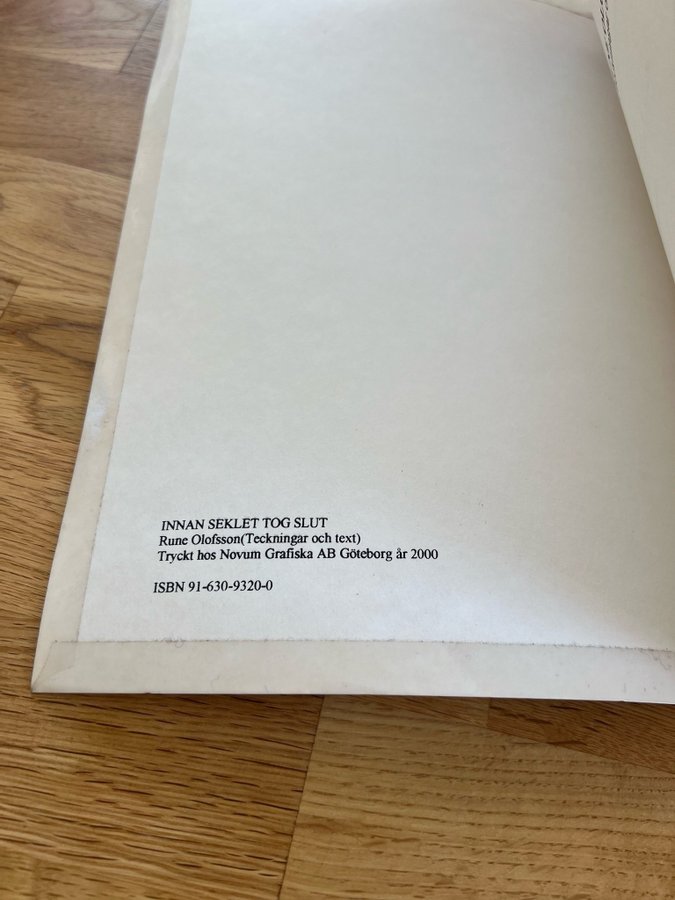 INNAN SEKLET TOG SLUT
Rune Olofsson(Teckningar och text)
Tryckt hos Novum Grafiska AB Göteborg år 2000
ISBN 91-630-9320-0